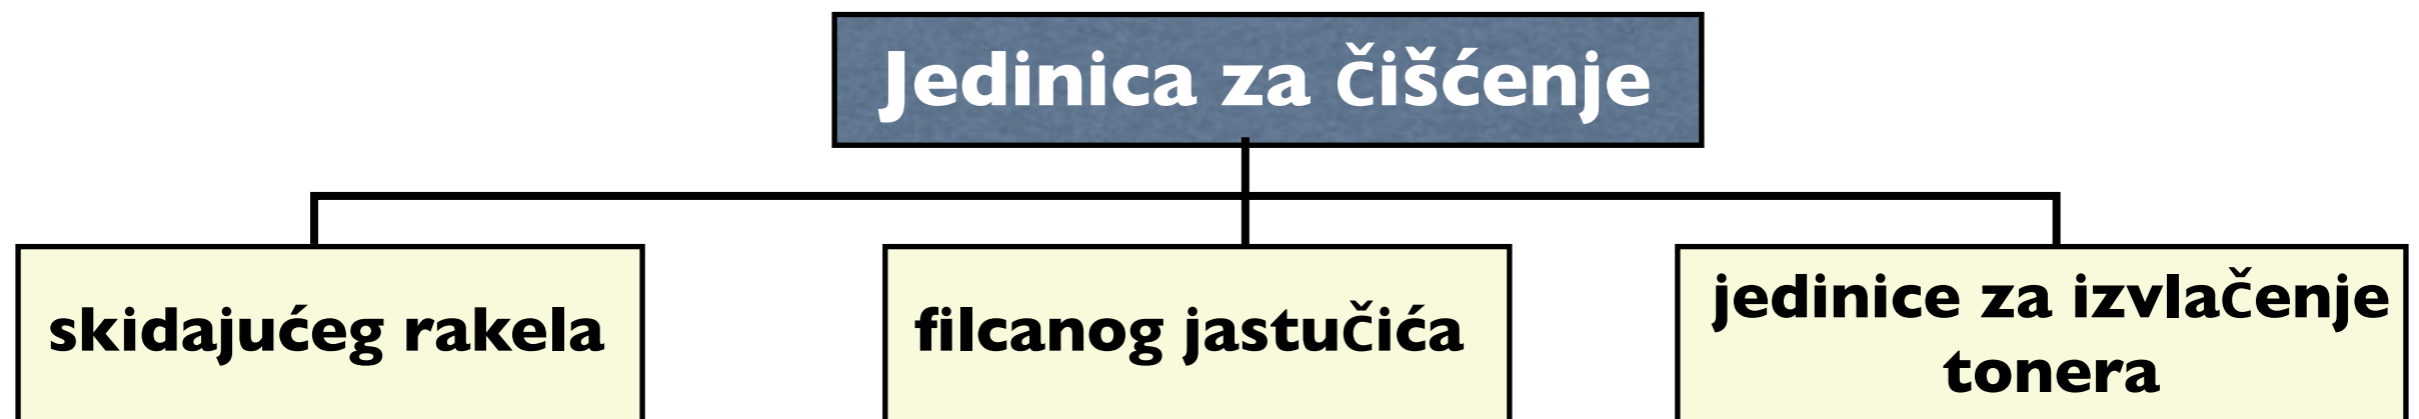 Jedinica za čišćenje
skidajućeg rakela
filcanog jastučića
jedinice za izvlačenje
tonera